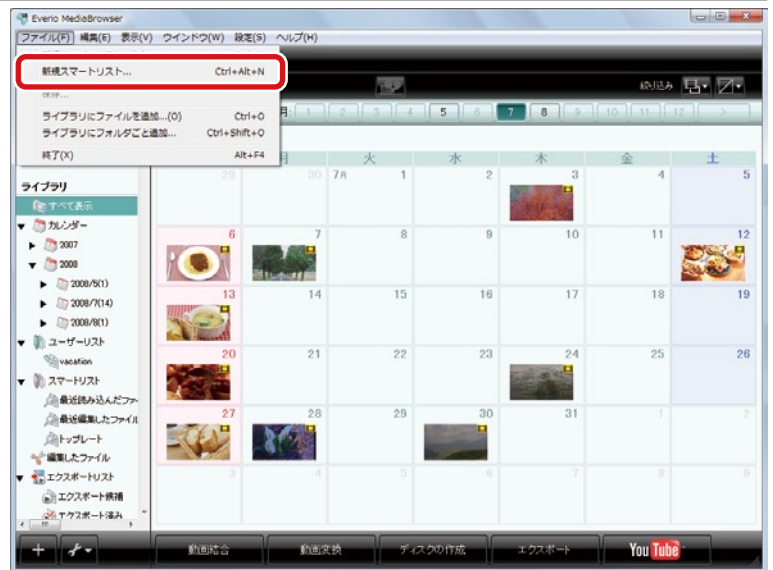 Everio MediaBrowser
ファイル(F) 編集(E) 表示(V) ウインドウ(W) 設定(S) ヘルプ(H)
新規スマートリスト... Ctrl+Alt+N
保存...
ライブラリにファイルを追加...(O) Ctrl+O
ライブラリにフォルダごと追加... Ctrl+Shift+O
終了(X) Alt+F4
絞り込み
月: 1 2 3 4 5 6 7 8 9 10 11 12
月 火 水 木 金 土
29 30 7月 1 2 3 4 5
6 7 8 9 10 11 12
13 14 15 16 17 18 19
20 21 22 23 24 25 26
27 28 29 30 31 1 2
3 4 5 6 7 8 9
ライブラリ
すべて表示
カレンダー
2007
2008
2008/5(1)
2008/7(14)
2008/8(1)
ユーザーリスト
vacation
スマートリスト
最近読み込んだファ
最近編集したファイル
トップレート
編集したファイル
エクスポートリスト
エクスポート候補
エクスポート済み
動画結合 動画変換 ディスクの作成 エクスポート YouTube